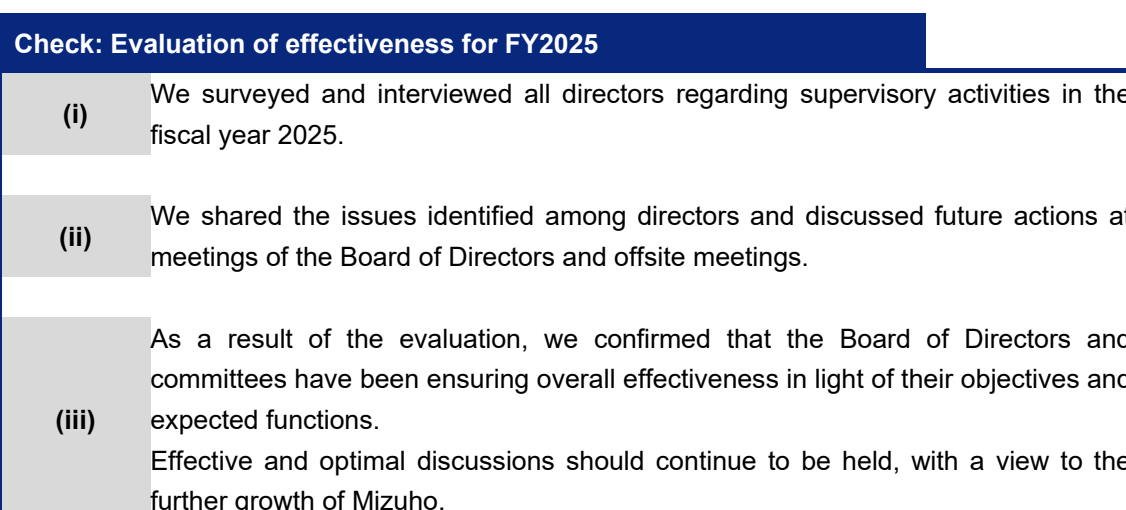 Check: Evaluation of effectiveness for FY2025
(i)
We surveyed and interviewed all directors regarding supervisory activities in the
fiscal year 2025.
(ii)
We shared the issues identified among directors and discussed future actions at
meetings of the Board of Directors and offsite meetings.
(iii)
As a result of the evaluation, we confirmed that the Board of Directors and
committees have been ensuring overall effectiveness in light of their objectives and
expected functions.
Effective and optimal discussions should continue to be held, with a view to the
further growth of Mizuho.